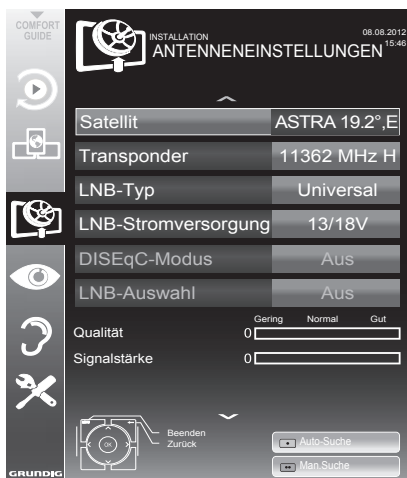 COMFORT
GUIDE
INSTALLATION
08.08.2012
ANTENNENEINSTELLUNGEN
15:46
Satellit ASTRA 19.2°,E
Transponder 11362 MHz H
LNB-Typ Universal
LNB-Stromversorgung 13/18V
DISEqC-Modus Aus
LNB-Auswahl Aus
Gering Normal Gut
Qualität 0
Signalstärke 0
Beenden
Zurück
OK
Auto-Suche
Man.Suche
GRUNDIG